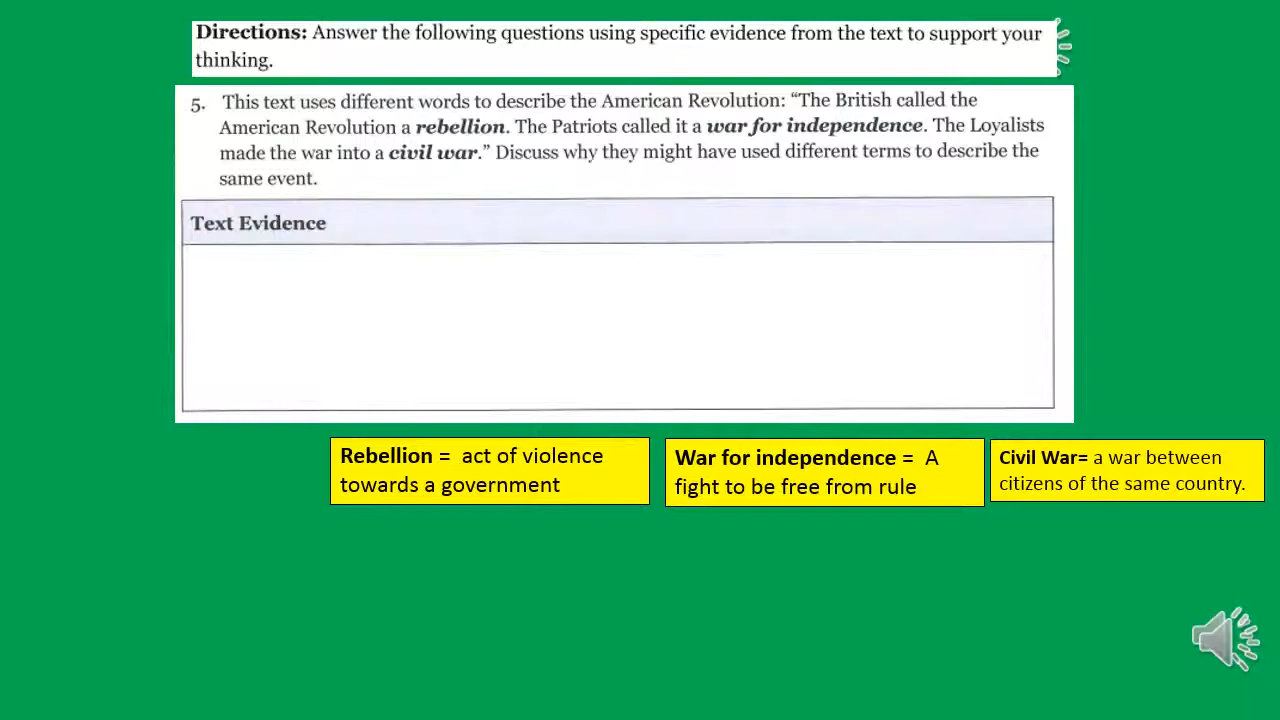 Directions: Answer the following questions using specific evidence from the text to support your
thinking.
5. This text uses different words to describe the American Revolution: “The British called the
American Revolution a rebellion. The Patriots called it a war for independence. The Loyalists
made the war into a civil war.” Discuss why they might have used different terms to describe the
same event.
Text Evidence
Rebellion = act of violence
towards a government
War for independence = A
fight to be free from rule
Civil War= a war between
citizens of the same country.